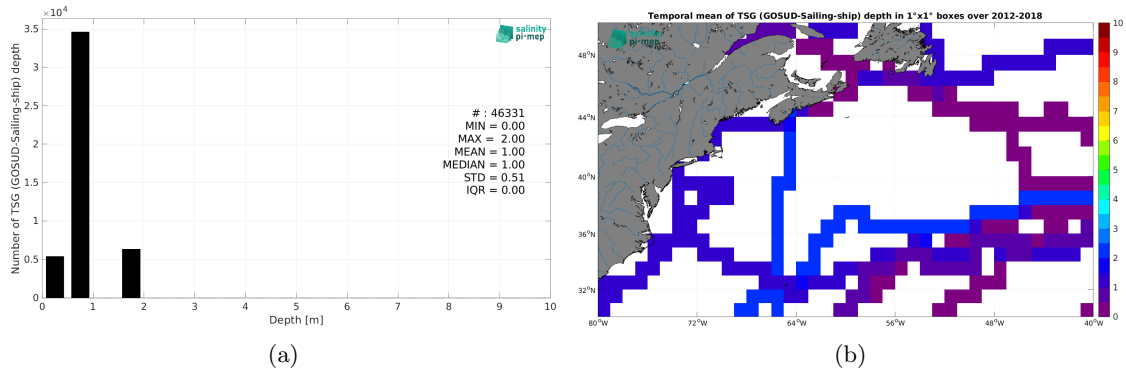 ×10⁴
3.5
3
2.5
2
1.5
1
0.5
0
Number of TSG (GOSUD-Sailing-ship) depth
salinity
pi-mep
# : 46331
MIN = 0.00
MAX = 2.00
MEAN = 1.00
MEDIAN = 1.00
STD = 0.51
IQR = 0.00
0 1 2 3 4 5 6 7 8 9 10
Depth [m]
(a)
Temporal mean of TSG (GOSUD-Sailing-ship) depth in 1°x1° boxes over 2012-2018
salinity
pi-mep
48°N
44°N
40°N
36°N
32°N
80°W 72°W 64°W 56°W 48°W 40°W
10
9
8
7
6
5
4
3
2
1
0
(b)